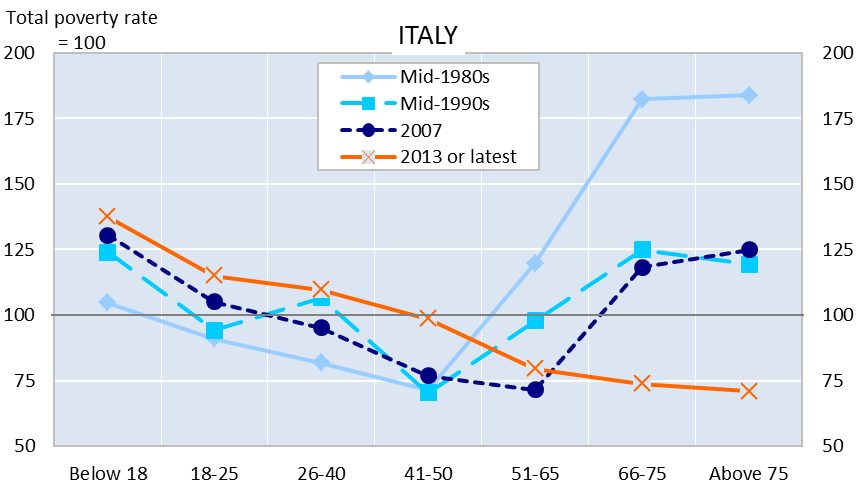 Total poverty rate
= 100
ITALY
200
200
Mid-1980s
Mid-1990s
2007
2013 or latest
175
175
150
150
125
125
100
100
75
75
50
50
Below 18 18-25 26-40 41-50 51-65 66-75 Above 75